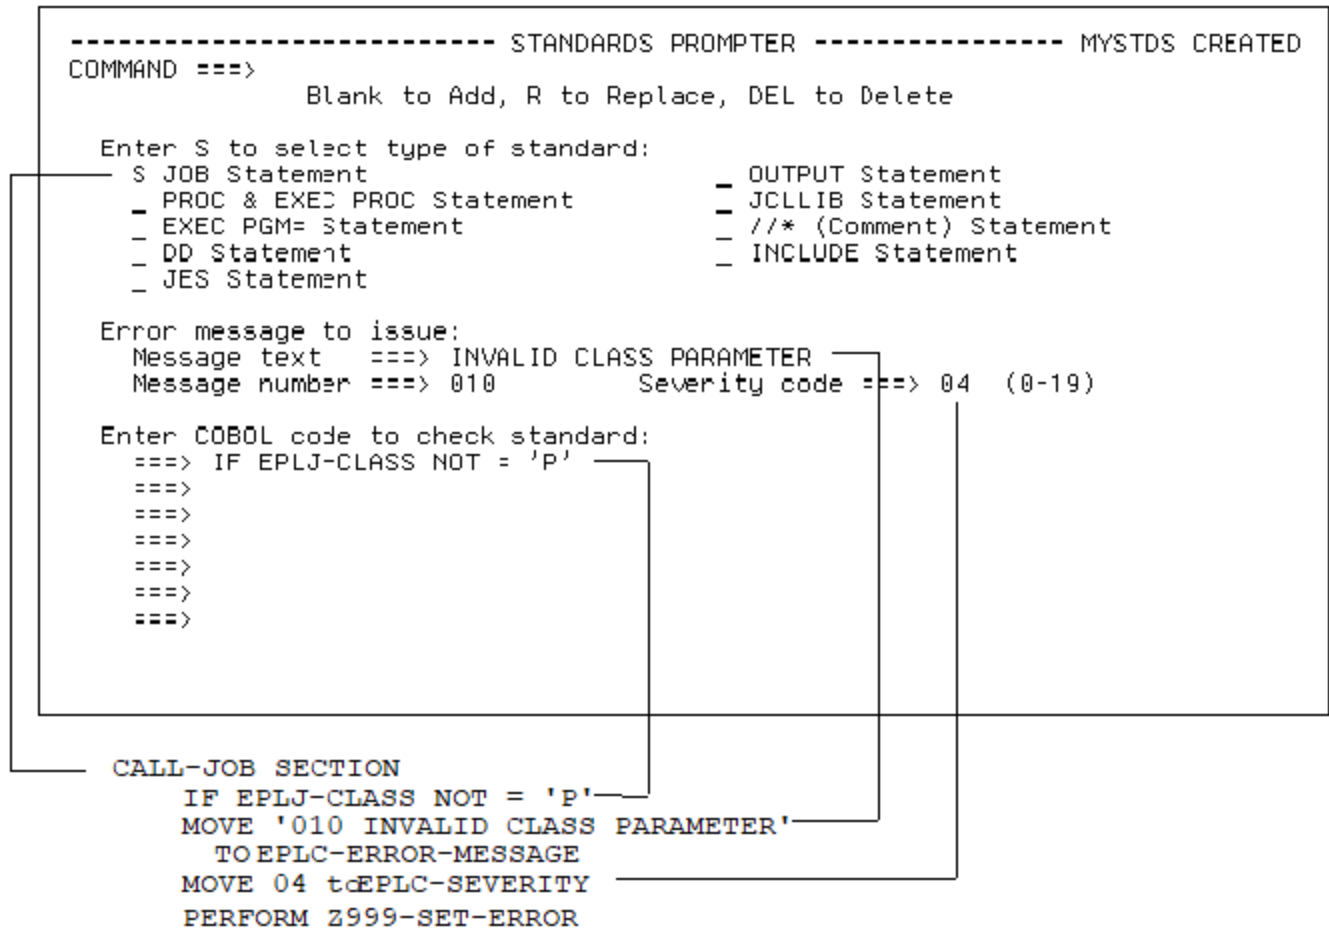 --------------------------- STANDARDS PROMPTER ---------------- MYSTDS CREATED
COMMAND ===>
Blank to Add, R to Replace, DEL to Delete
Enter S to select type of standard:
S JOB Statement _ OUTPUT Statement
_ PROC & EXEC PROC Statement _ JCLLIB Statement
_ EXEC PGM= Statement _ //* (Comment) Statement
_ DD Statement _ INCLUDE Statement
_ JES Statement
Error message to issue:
Message text ===> INVALID CLASS PARAMETER
Message number ===> 010 Severity code ===> 04 (0-19)
Enter COBOL code to check standard:
===> IF EPLJ-CLASS NOT = 'P'
===>
===>
===>
===>
===>
===>
CALL-JOB SECTION
IF EPLJ-CLASS NOT = 'P'
MOVE '010 INVALID CLASS PARAMETER'
TO EPLC-ERROR-MESSAGE
MOVE 04 to EPLC-SEVERITY
PERFORM Z999-SET-ERROR